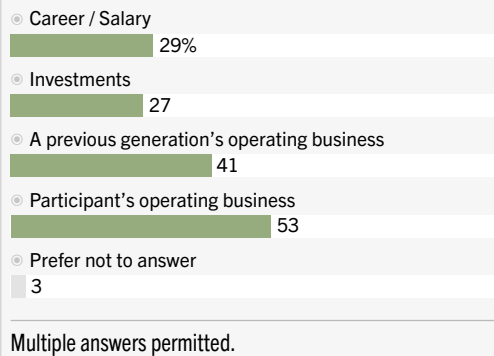 Career / Salary
29%
Investments
27
A previous generation's operating business
41
Participant's operating business
53
Prefer not to answer
3
Multiple answers permitted.